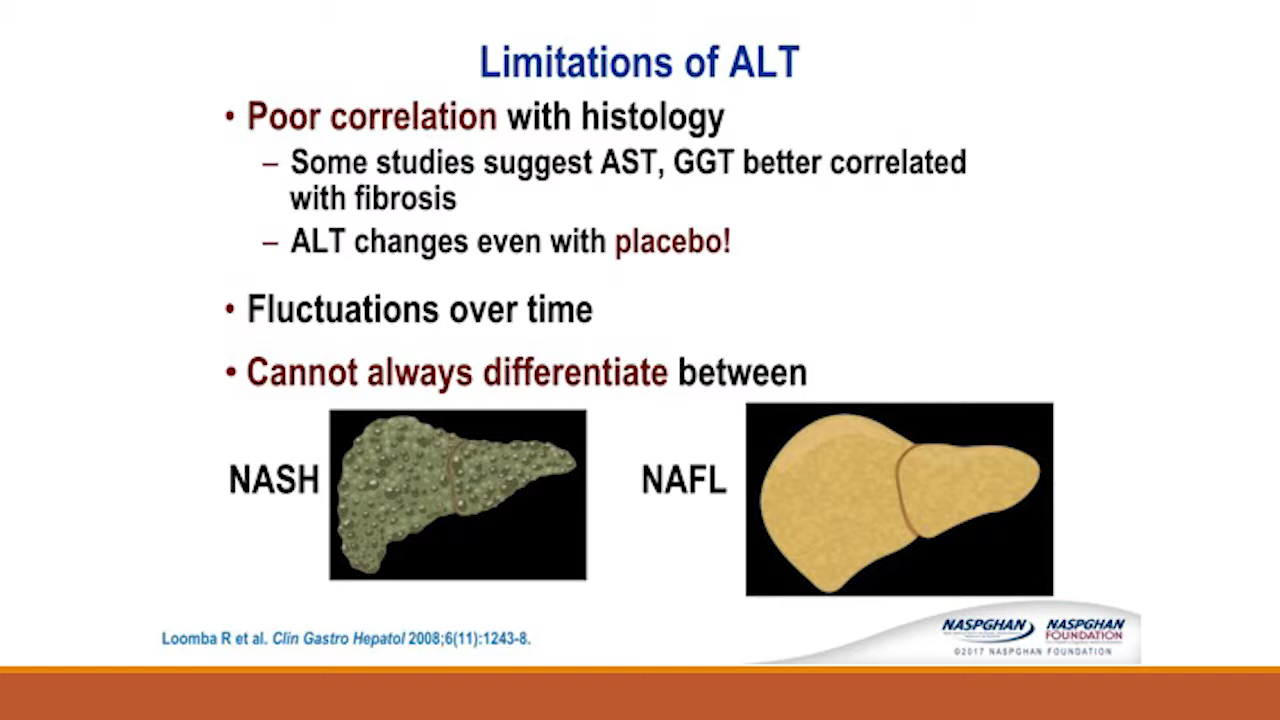 Limitations of ALT
• Poor correlation with histology
– Some studies suggest AST, GGT better correlated
with fibrosis
– ALT changes even with placebo!
• Fluctuations over time
• Cannot always differentiate between
NASH
NAFL
Loomba R et al. Clin Gastro Hepatol 2008;6(11):1243-8.
NASPGHAN
NASPGHAN
FOUNDATION
©2017 NASPGHAN FOUNDATION